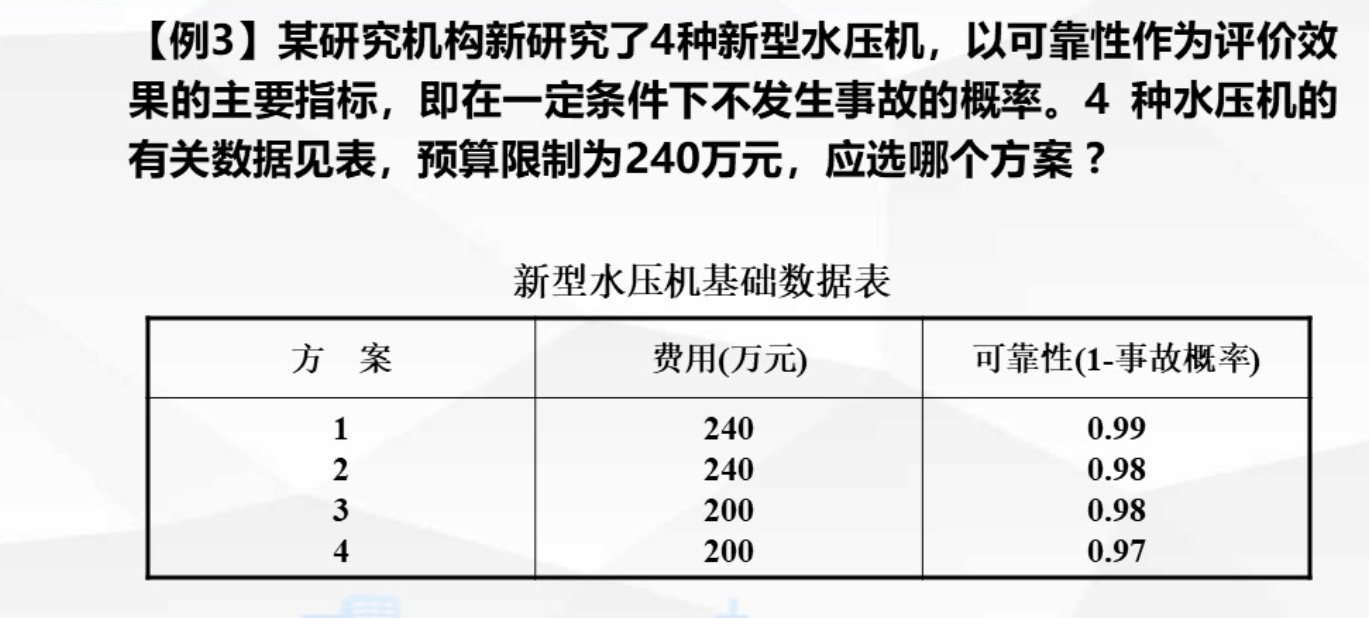 【例3】某研究机构新研究了4种新型水压机，以可靠性作为评价效
果的主要指标，即在一定条件下不发生事故的概率。4 种水压机的
有关数据见表，预算限制为240万元，应选哪个方案？
新型水压机基础数据表
方 案 费用(万元) 可靠性(1-事故概率)
1 240 0.99
2 240 0.98
3 200 0.98
4 200 0.97